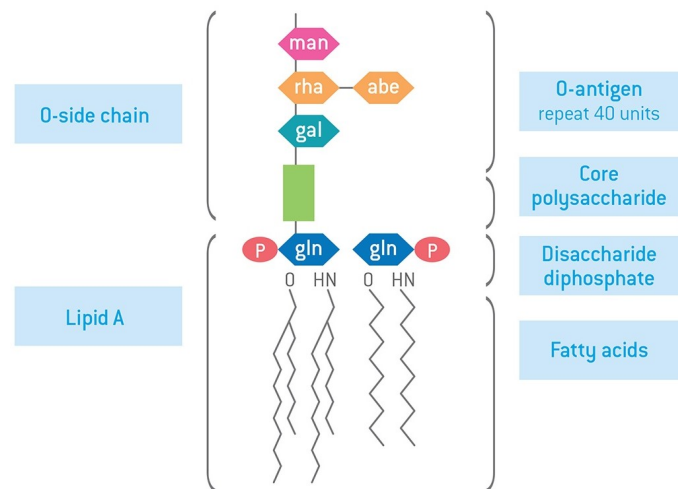 man
rha
abe
gal
O-side chain
O-antigen
repeat 40 units
Core
polysaccharide
P
gln
gln
P
O
HN
O
HN
Disaccharide
diphosphate
Lipid A
Fatty acids